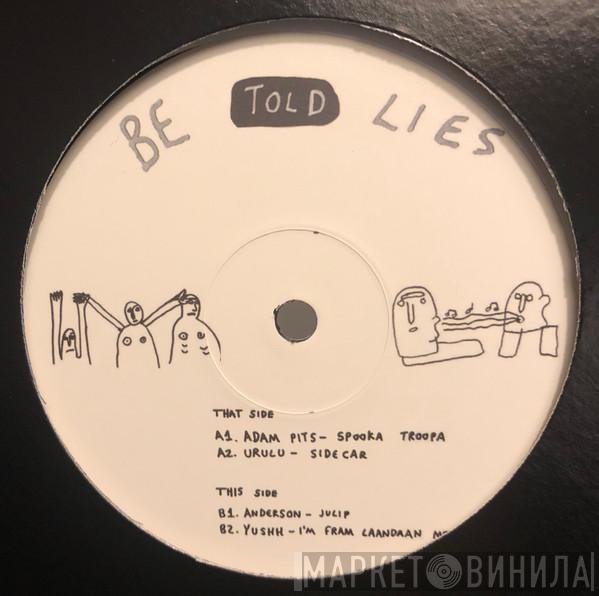 BE TOLD LIES
THAT SIDE
A1. ADAM PITS - SPOOKA TROOPA
A2. URULU - SIDECAR
THIS SIDE
B1. ANDERSON - JULIP
B2. YUSHH - I'M FRAM LAANDAAN
МАРКЕТ ВИНИЛА